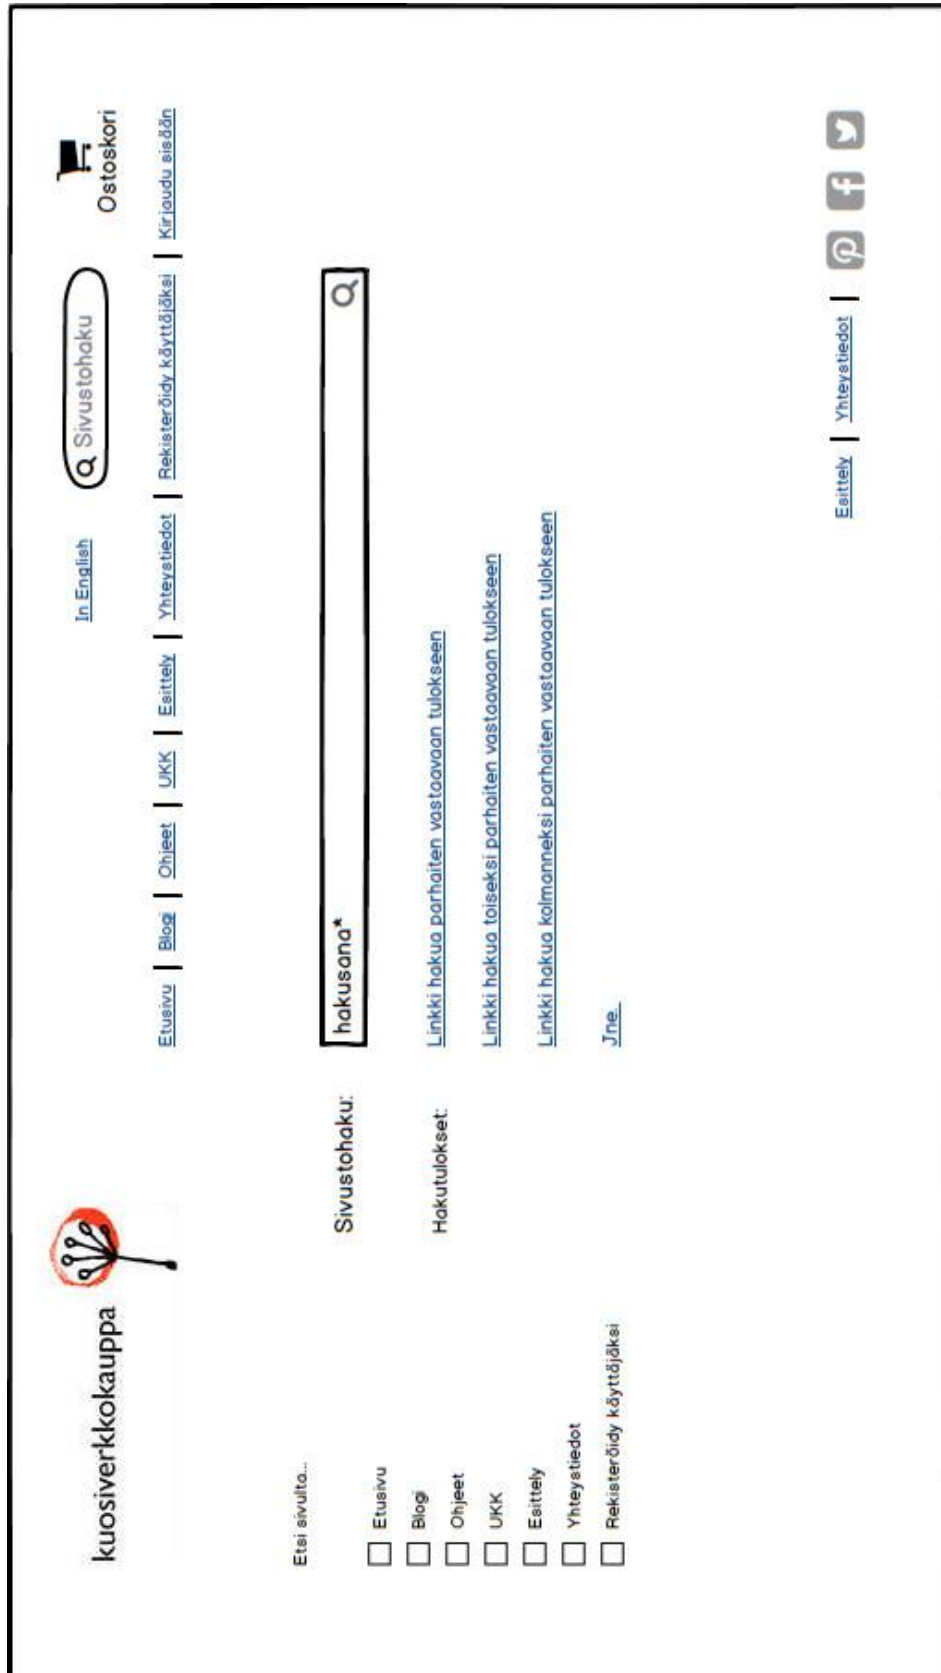 kuosiverkkokauppa
In English
Sivustohaku
Ostoskori
Etusivu | Blogi | Ohjeet | UKK | Esittely | Yhteystiedot | Rekisteröidy käyttäjäksi | Kirjaudu sisään
Etsi sivulta...
Etusivu
Blogi
Ohjeet
UKK
Esittely
Yhteystiedot
Rekisteröidy käyttäjäksi
Sivustohaku:
hakusana*
Hakutulokset:
Linkki hakua parhaiten vastaavaan tulokseen
Linkki hakua toiseksi parhaiten vastaavaan tulokseen
Linkki hakua kolmanneksi parhaiten vastaavaan tulokseen
Jne.
Esittely | Yhteystiedot |